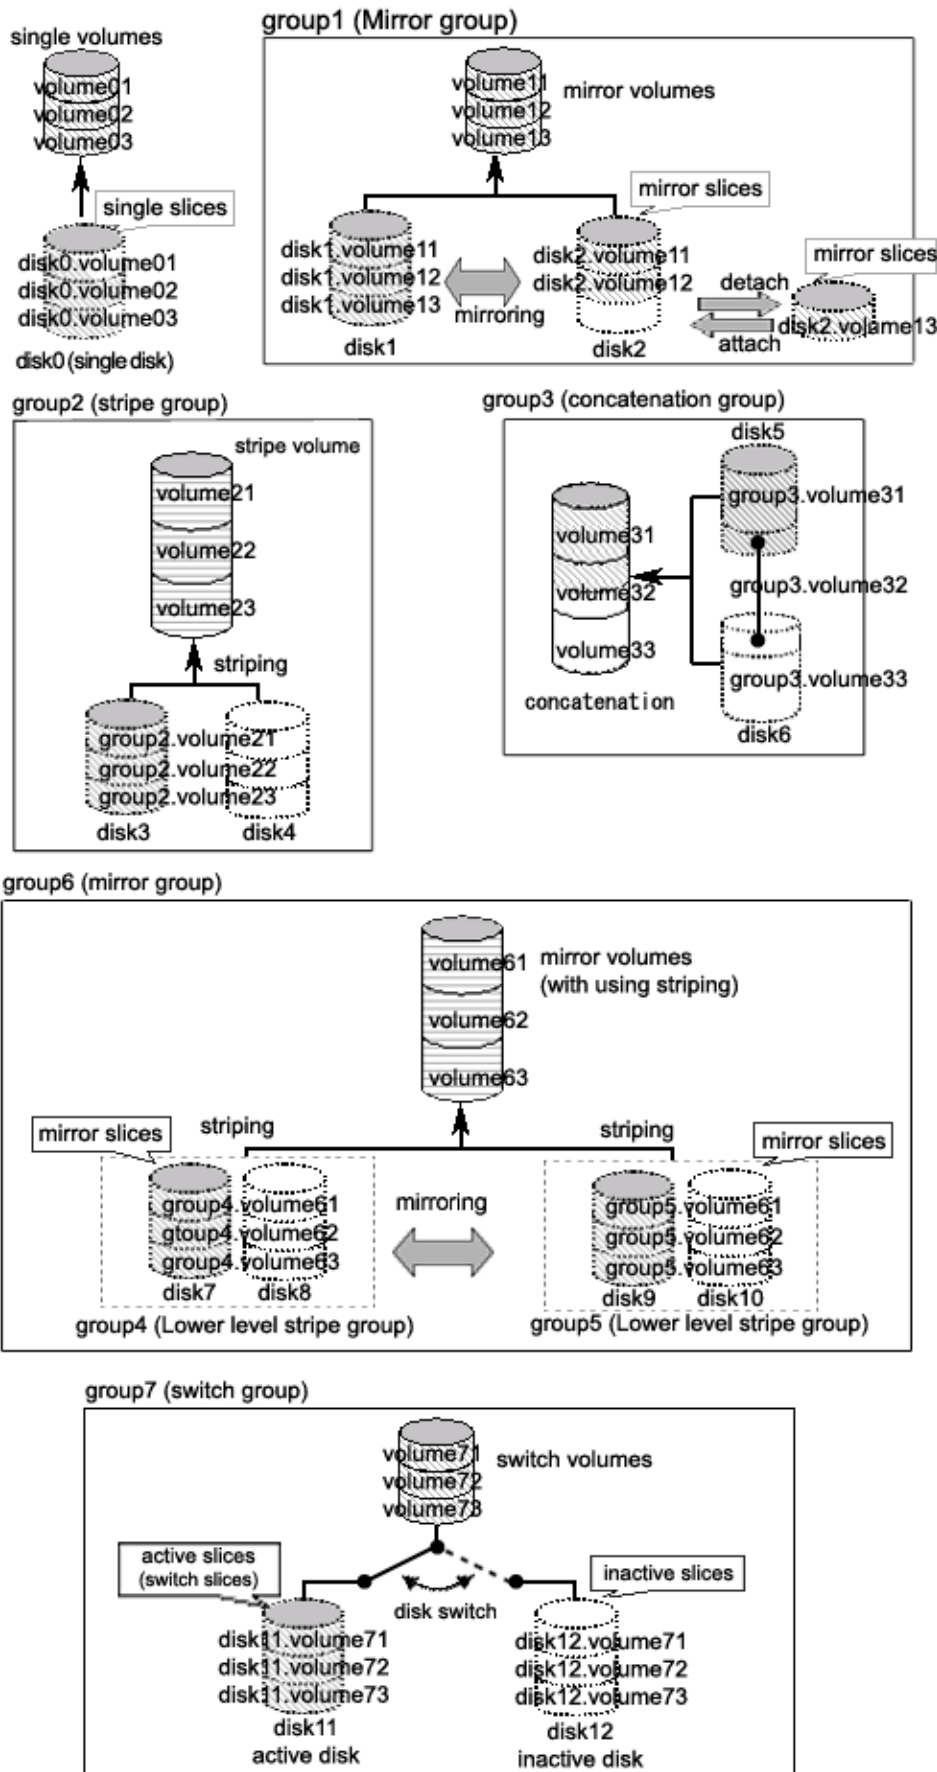 single volumes
volume01
volume02
volume03
single slices
disk0.volume01
disk0.volume02
disk0.volume03
disk0 (single disk)
group1 (Mirror group)
volume11
volume12
volume13
mirror volumes
mirror slices
disk1.volume11
disk1.volume12
disk1.volume13
disk1
mirroring
disk2.volume11
disk2.volume12
disk2
detach
attach
mirror slices
disk2.volume13
group2 (stripe group)
stripe volume
volume21
volume22
volume23
striping
group2.volume21
group2.volume22
group2.volume23
disk3
disk4
group3 (concatenation group)
disk5
group3.volume31
volume31
volume32
volume33
group3.volume32
group3.volume33
concatenation
disk6
group6 (mirror group)
volume61
volume62
volume63
mirror volumes
(with using striping)
mirror slices
striping
striping
mirror slices
group4.volume61
gtoup4.volume62
group4.volume63
disk7
disk8
group4 (Lower level stripe group)
mirroring
group5.volume61
group5.volume62
group5.volume63
disk9
disk10
group5 (Lower level stripe group)
group7 (switch group)
volume71
volume72
volume73
switch volumes
active slices
(switch slices)
disk switch
inactive slices
disk11.volume71
disk11.volume72
disk11.volume73
disk11
active disk
disk12.volume71
disk12.volume72
disk12.volume73
disk12
inactive disk